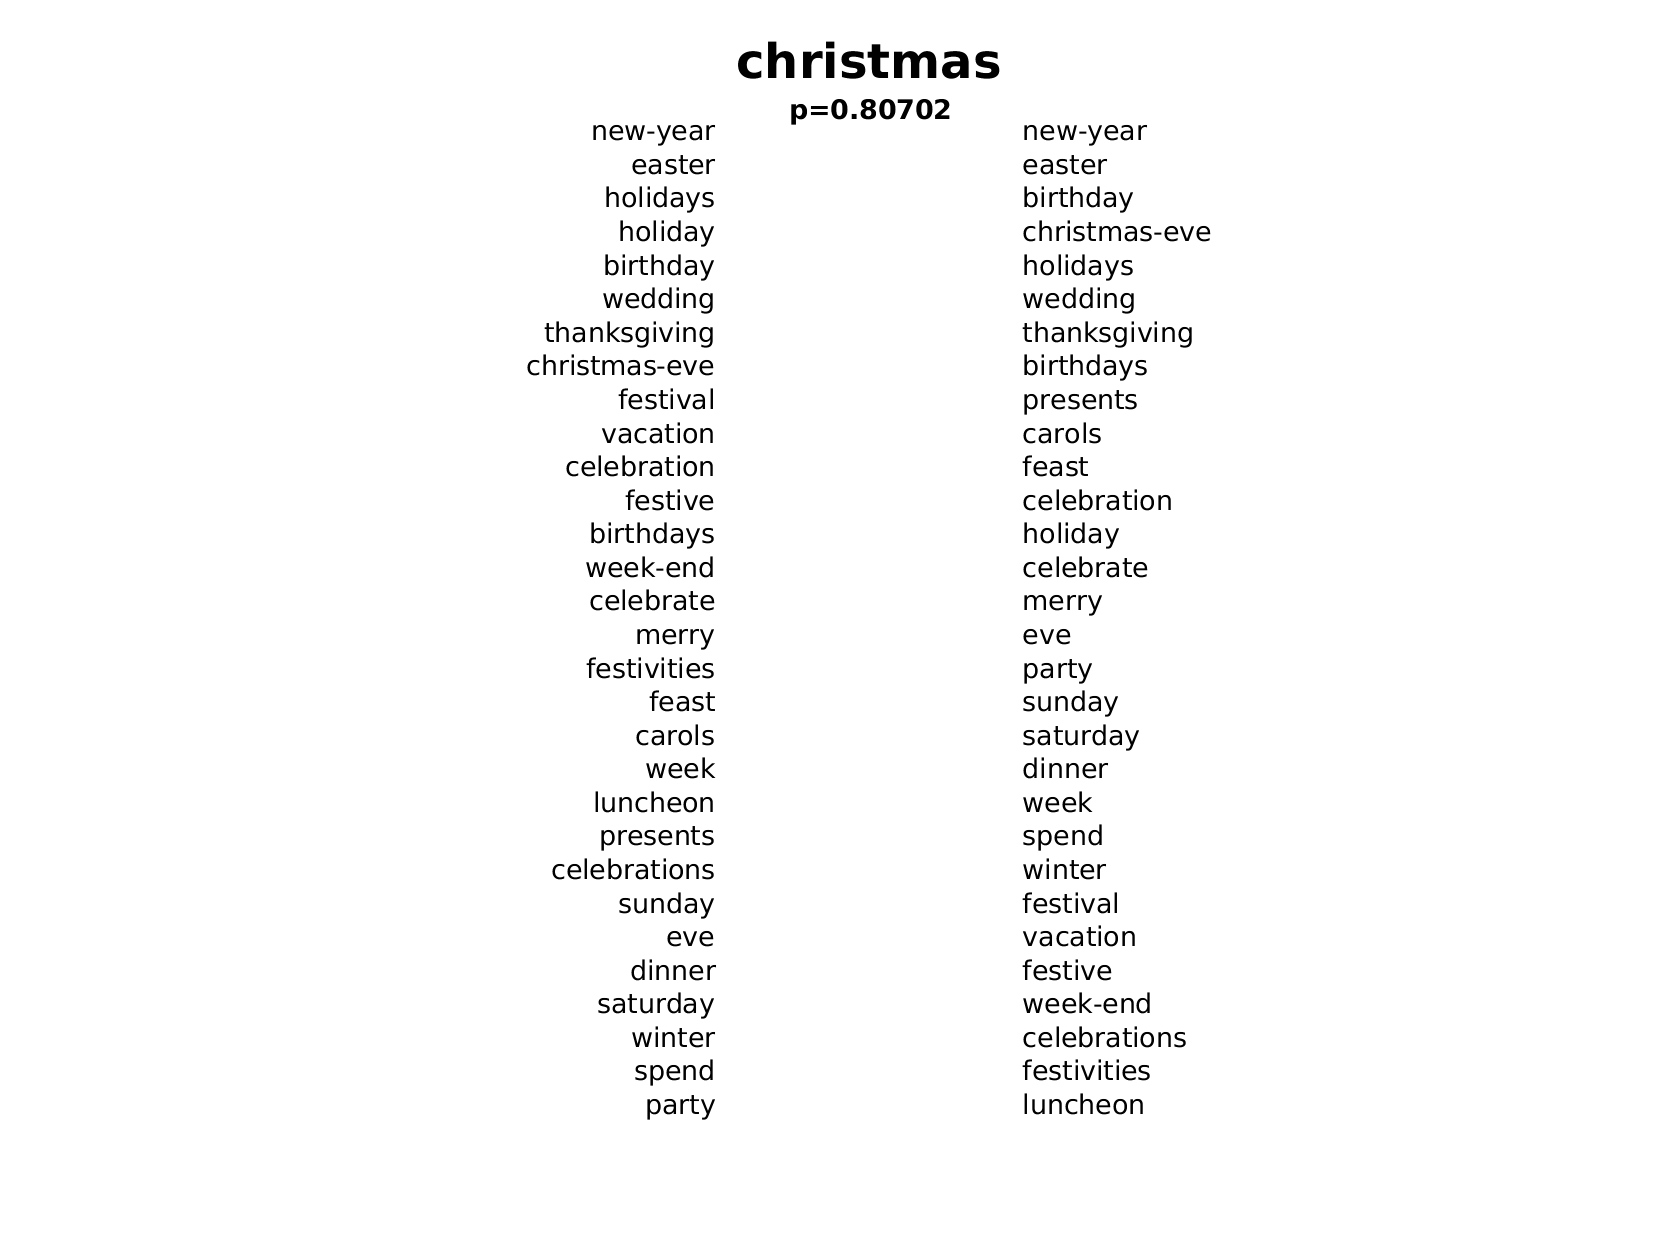 christmas
p=0.80702
new-year
easter
holidays
holiday
birthday
wedding
thanksgiving
christmas-eve
festival
vacation
celebration
festive
birthdays
week-end
celebrate
merry
festivities
feast
carols
week
luncheon
presents
celebrations
sunday
eve
dinner
saturday
winter
spend
party
new-year
easter
birthday
christmas-eve
holidays
wedding
thanksgiving
birthdays
presents
carols
feast
celebration
holiday
celebrate
merry
eve
party
sunday
saturday
dinner
week
spend
winter
festival
vacation
festive
week-end
celebrations
festivities
luncheon